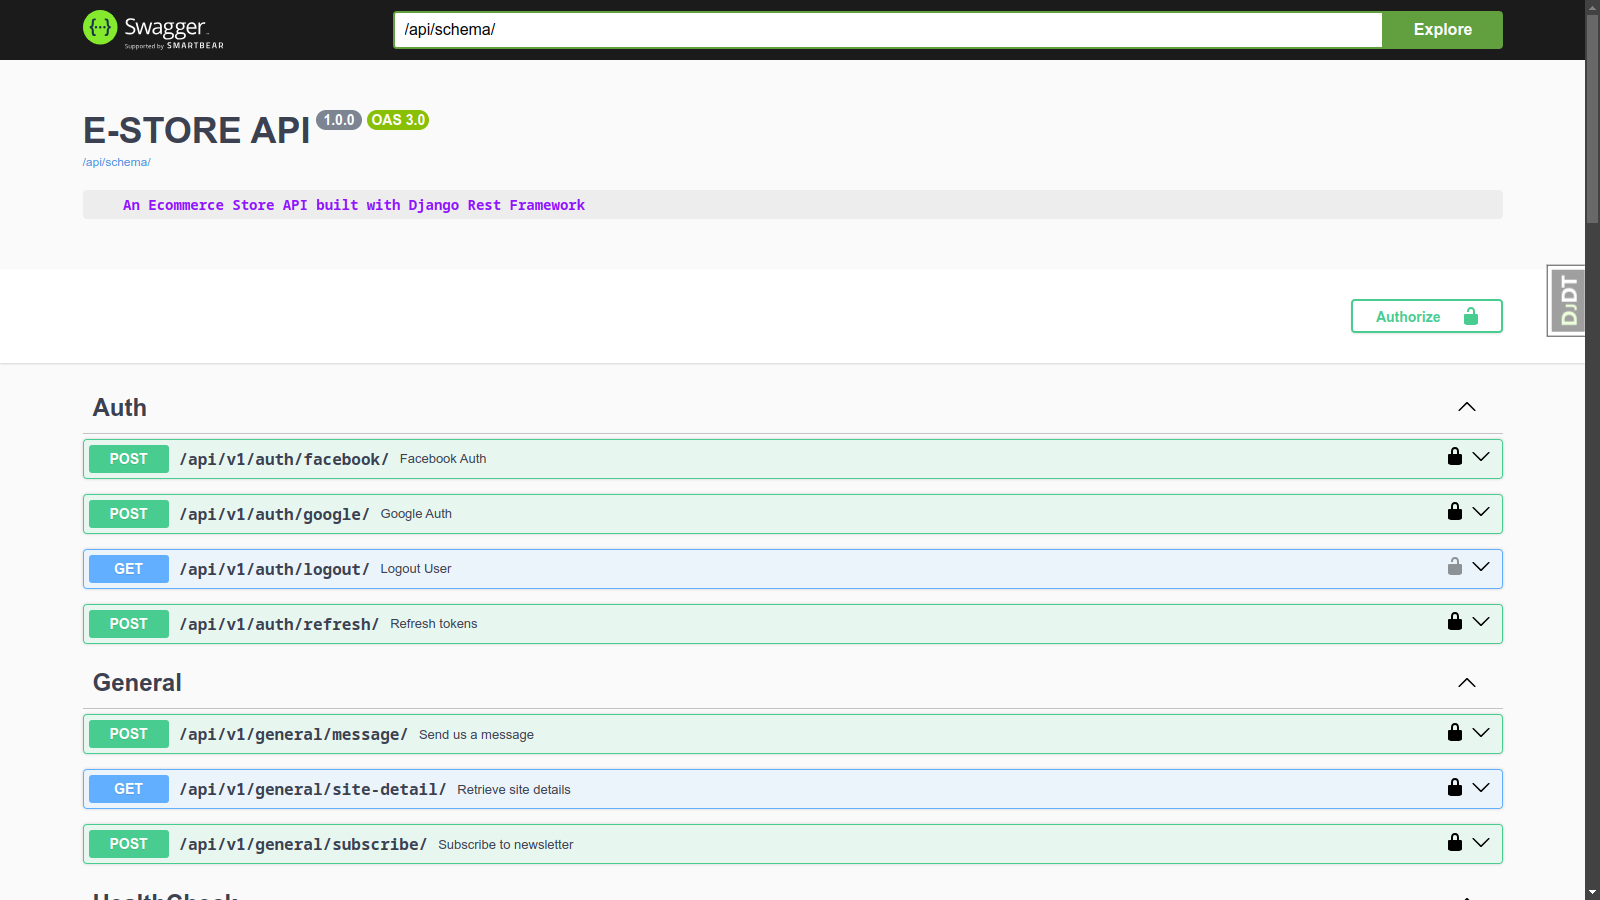 Swagger
Supported by SMARTBEAR
/api/schema/
Explore
E-STORE API 1.0.0 OAS 3.0
/api/schema/
An Ecommerce Store API built with Django Rest Framework
Authorize
DJDT
Auth
POST /api/v1/auth/facebook/ Facebook Auth
POST /api/v1/auth/google/ Google Auth
GET /api/v1/auth/logout/ Logout User
POST /api/v1/auth/refresh/ Refresh tokens
General
POST /api/v1/general/message/ Send us a message
GET /api/v1/general/site-detail/ Retrieve site details
POST /api/v1/general/subscribe/ Subscribe to newsletter
HealthCheck